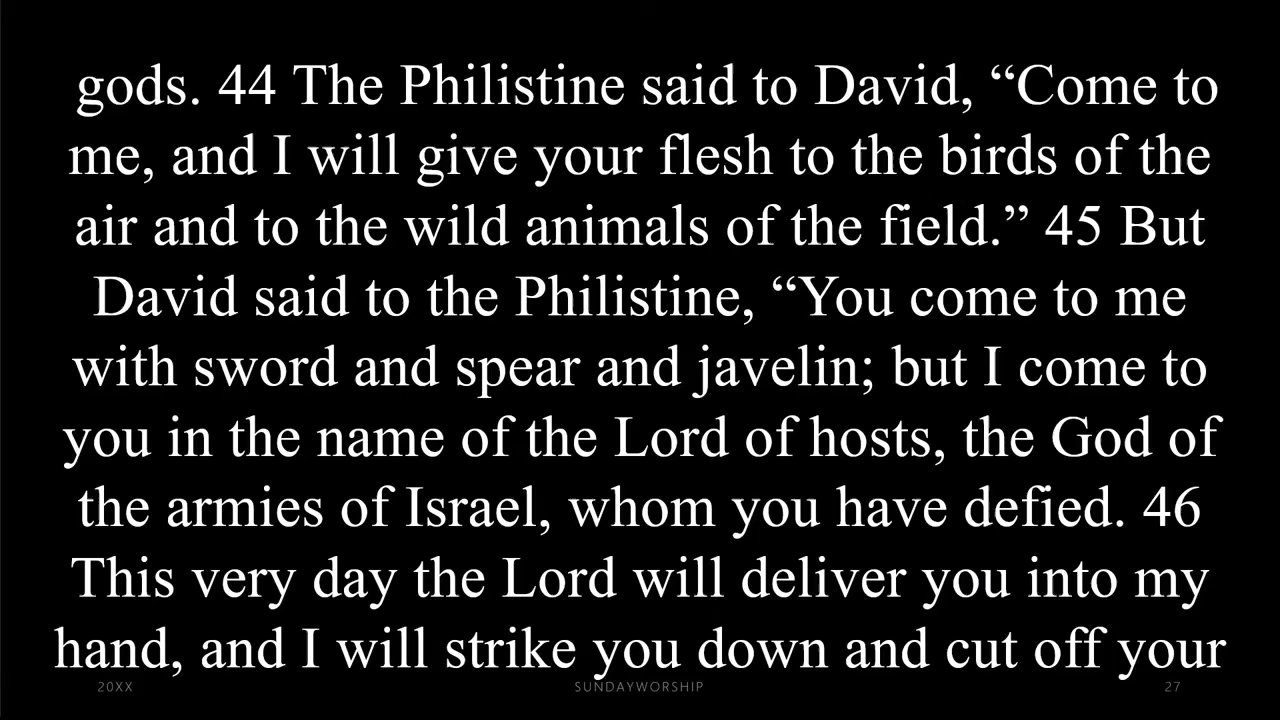 gods. 44 The Philistine said to David, “Come to
me, and I will give your flesh to the birds of the
air and to the wild animals of the field.” 45 But
David said to the Philistine, “You come to me
with sword and spear and javelin; but I come to
you in the name of the Lord of hosts, the God of
the armies of Israel, whom you have defied. 46
This very day the Lord will deliver you into my
hand, and I will strike you down and cut off your
20XX SUNDAYWORSHIP 27